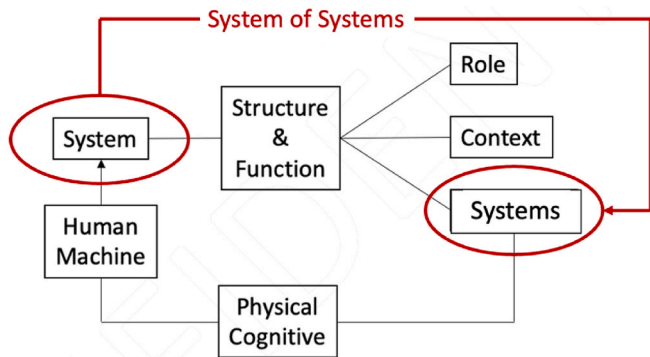 System of Systems
Role
Structure
&
Function
System
Context
Systems
Human
Machine
Physical
Cognitive